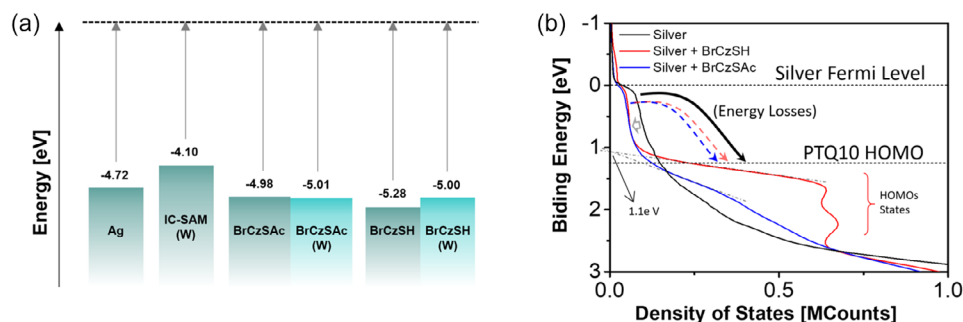 (a)
Energy [eV]
-4.72
-4.10
-4.98
-5.01
-5.28
-5.00
Ag
IC-SAM
(W)
BrCzSAc
BrCzSAc
(W)
BrCzSH
BrCzSH
(W)
(b)
Biding Energy [eV]
-1
0
1
2
3
Silver
Silver + BrCzSH
Silver + BrCzSAc
Silver Fermi Level
(Energy Losses)
PTQ10 HOMO
1.1e V
HOMOs
States
0.0
0.5
1.0
Density of States [MCounts]